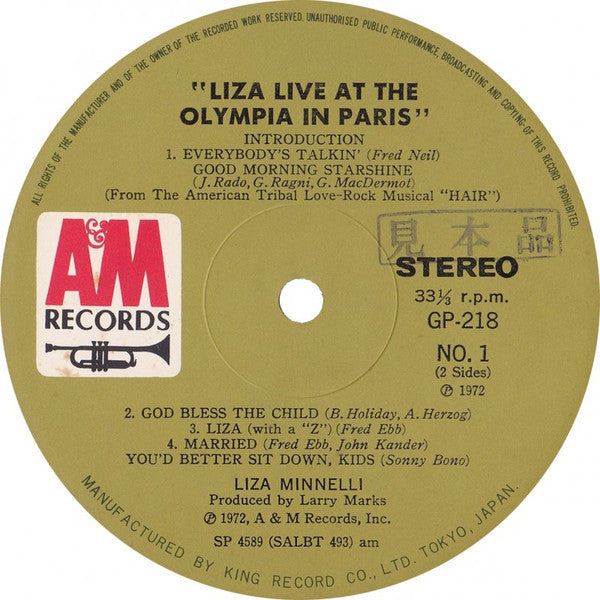 ALL RIGHTS OF THE MANUFACTURER AND OF THE OWNER OF THE RECORDED WORK RESERVED. UNAUTHORISED PUBLIC PERFORMANCE, BROADCASTING AND COPYING OF THIS RECORD PROHIBITED.
"LIZA LIVE AT THE
OLYMPIA IN PARIS"
INTRODUCTION
1. EVERYBODY'S TALKIN' (Fred Neil)
GOOD MORNING STARSHINE
(J. Rado, G. Ragni, G. MacDermot)
(From The American Tribal Love-Rock Musical "HAIR")
A&M
RECORDS
見本品
STEREO
33⅓ r.p.m.
GP-218
NO. 1
(2 Sides)
℗ 1972
2. GOD BLESS THE CHILD (B. Holiday, A. Herzog)
3. LIZA (with a "Z") (Fred Ebb)
4. MARRIED (Fred Ebb, John Kander)
YOU'D BETTER SIT DOWN, KIDS (Sonny Bono)
LIZA MINNELLI
Produced by Larry Marks
℗ 1972, A & M Records, Inc.
SP 4589 (SALBT 493) am
MANUFACTURED BY KING RECORD CO., LTD. TOKYO, JAPAN.